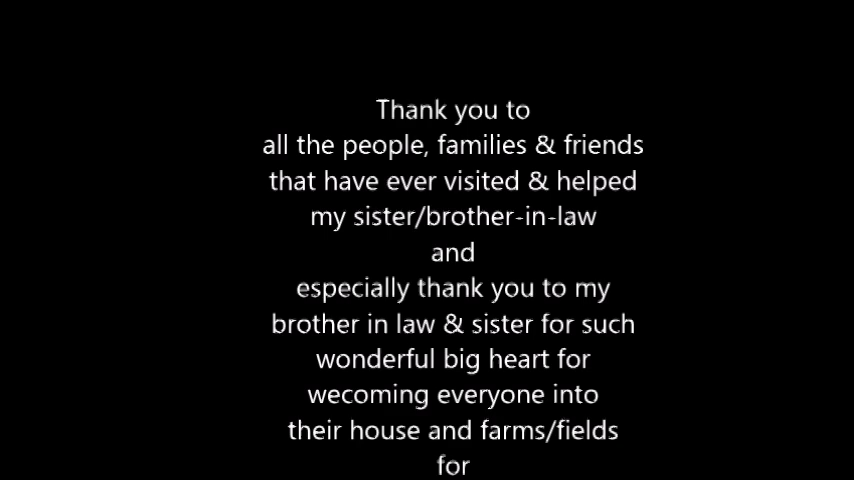 Thank you to
all the people, families & friends
that have ever visited & helped
my sister/brother-in-law
and
especially thank you to my
brother in law & sister for such
wonderful big heart for
wecoming everyone into
their house and farms/fields
for